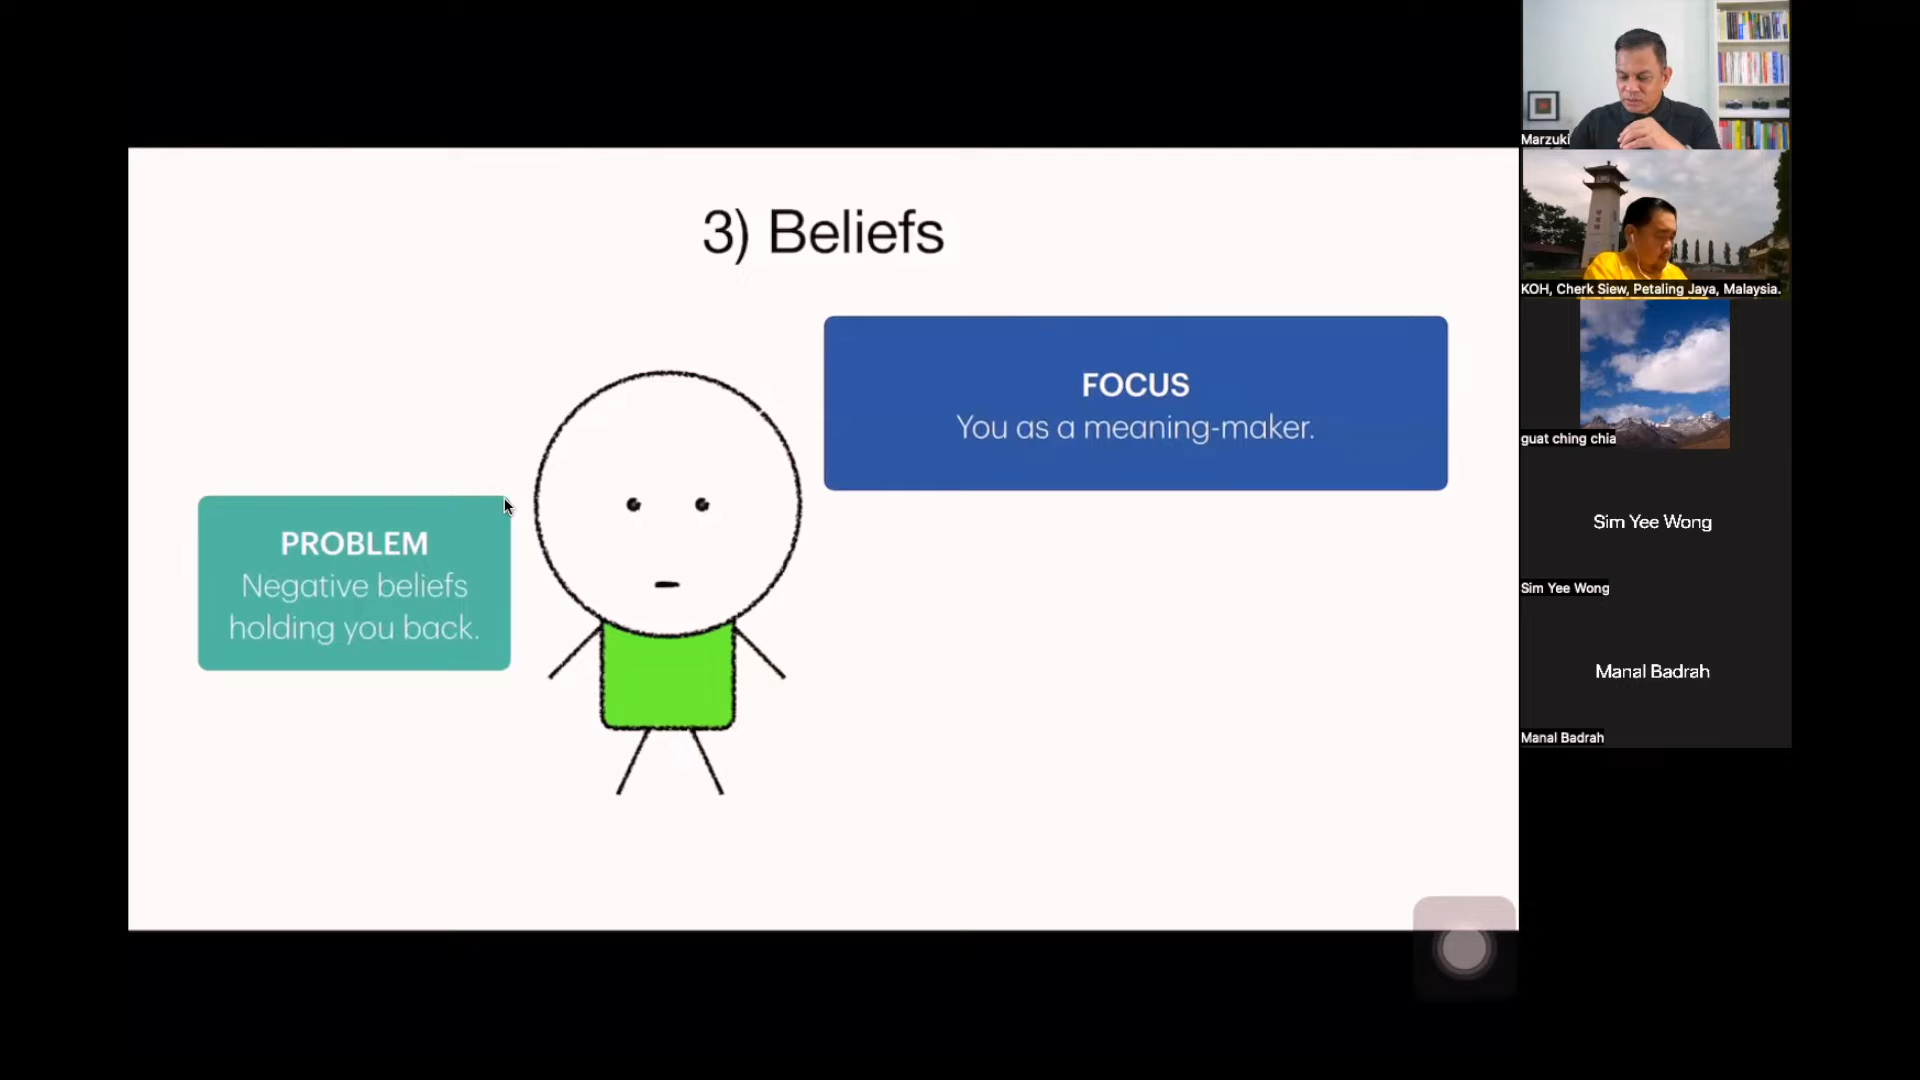 3) Beliefs
FOCUS
You as a meaning-maker.
PROBLEM
Negative beliefs
holding you back.
Marzuki
KOH, Cherk Siew, Petaling Jaya, Malaysia.
guat ching chia
Sim Yee Wong
Sim Yee Wong
Manal Badrah
Manal Badrah